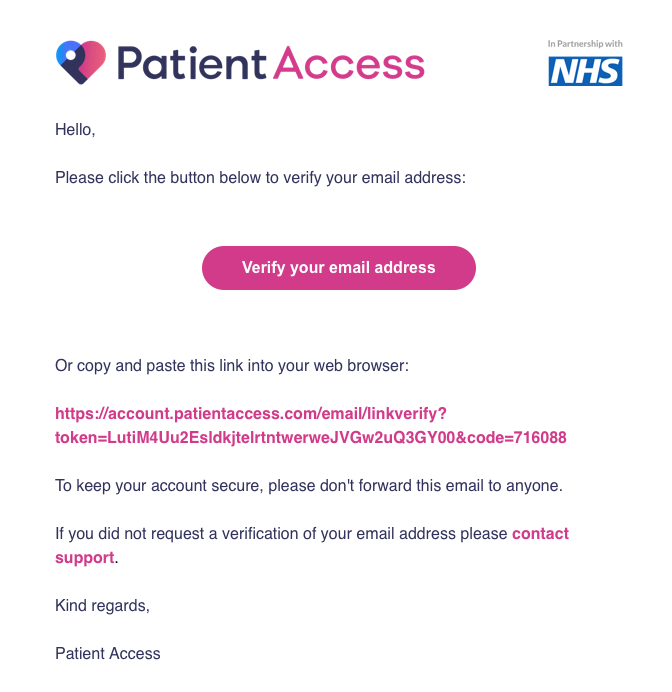 Patient Access
In Partnership with
NHS
Hello,
Please click the button below to verify your email address:
Verify your email address
Or copy and paste this link into your web browser:
https://account.patientaccess.com/email/linkverify?
token=LutiM4Uu2EsldkjtelrtntwerweJVGw2uQ3GY00&code=716088
To keep your account secure, please don't forward this email to anyone.
If you did not request a verification of your email address please contact
support.
Kind regards,
Patient Access